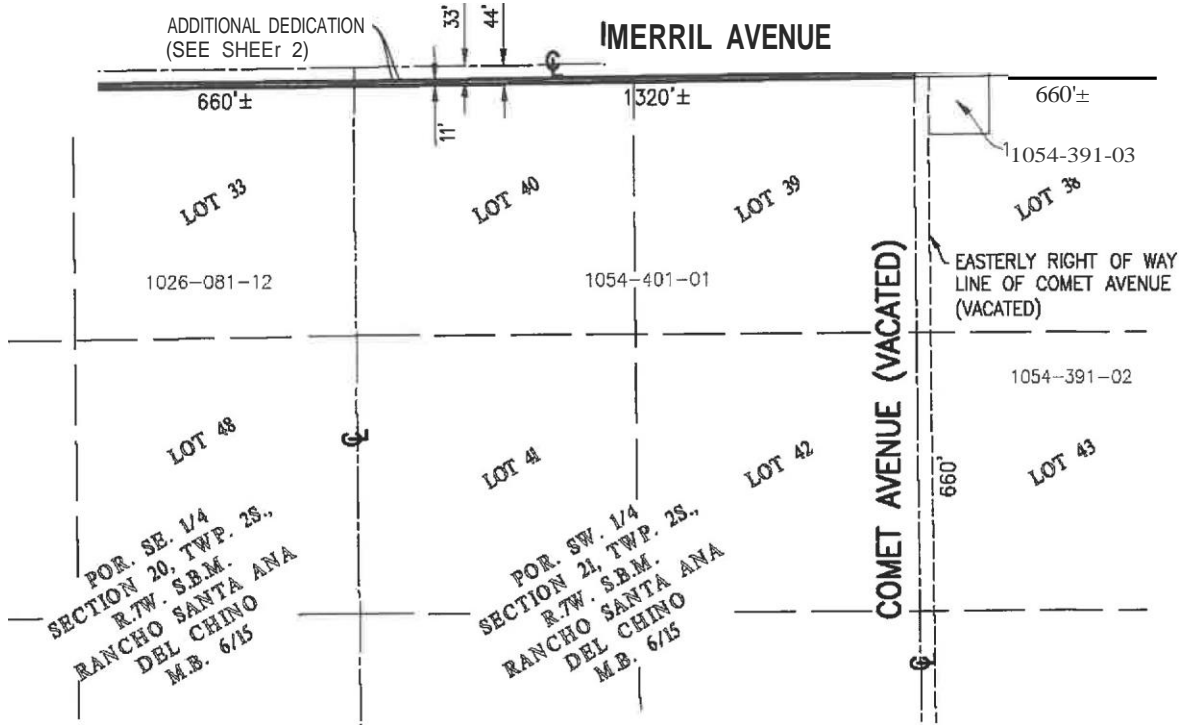 ADDITIONAL DEDICATION
(SEE SHEEr 2)
33'
44'
IMERRIL AVENUE
℄
660'±
11'
1320'±
660'±
11054-391-03
LOT 33
LOT 40
LOT 39
LOT 38
1026-081-12
1054-401-01
EASTERLY RIGHT OF WAY
LINE OF COMET AVENUE
(VACATED)
COMET AVENUE (VACATED)
1054-391-02
LOT 48
℄
LOT 41
LOT 42
660'
LOT 43
POR. SE. 1/4
SECTION 20, TWP. 2S.,
R.7W. S.B.M.
RANCHO SANTA ANA
DEL CHINO
M.B. 6/15
POR. SW. 1/4
SECTION 21, TWP. 2S.,
R.7W. S.B.M.
RANCHO SANTA ANA
DEL CHINO
M.B. 6/15
℄